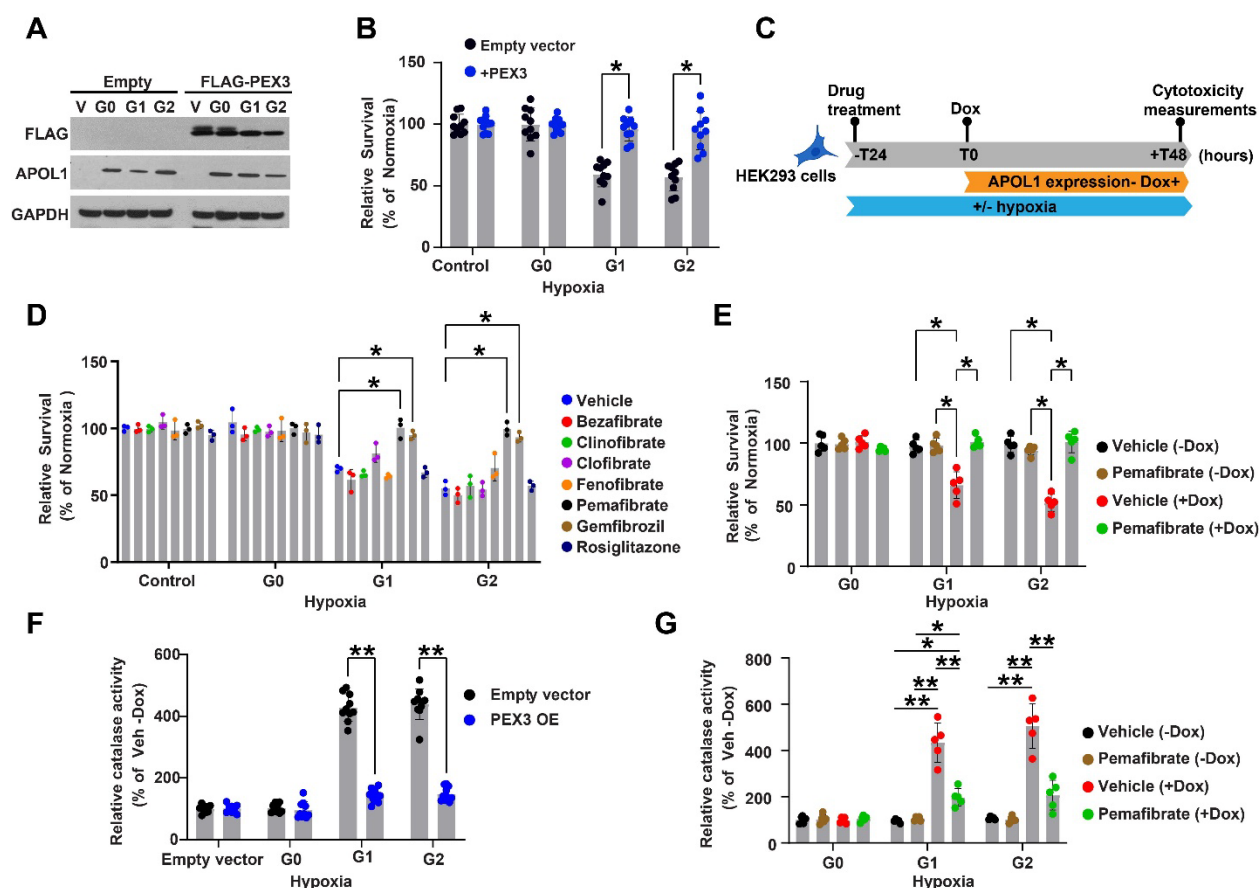 A
Empty FLAG-PEX3
V G0 G1 G2 V G0 G1 G2
FLAG
APOL1
GAPDH
B
Empty vector
+PEX3
* *
Relative Survival
(% of Normoxia)
150
100
50
0
Control G0 G1 G2
Hypoxia
C
Drug
treatment
Dox
Cytotoxicity
measurements
-T24 T0 +T48 (hours)
HEK293 cells
APOL1 expression- Dox+
+/- hypoxia
D
* * * *
Relative Survival
(% of Normoxia)
150
100
50
0
Control G0 G1 G2
Hypoxia
Vehicle
Bezafibrate
Clinofibrate
Clofibrate
Fenofibrate
Pemafibrate
Gemfibrozil
Rosiglitazone
E
* * * * * *
Relative Survival
(% of Normoxia)
150
100
50
0
G0 G1 G2
Hypoxia
Vehicle (-Dox)
Pemafibrate (-Dox)
Vehicle (+Dox)
Pemafibrate (+Dox)
F
** **
Relative catalase activity
(% of Veh -Dox)
600
400
200
0
Empty vector G0 G1 G2
Hypoxia
Empty vector
PEX3 OE
G
*
*
**
**
**
**
**
**
Relative catalase activity
(% of Veh -Dox)
800
600
400
200
0
G0 G1 G2
Hypoxia
Vehicle (-Dox)
Pemafibrate (-Dox)
Vehicle (+Dox)
Pemafibrate (+Dox)